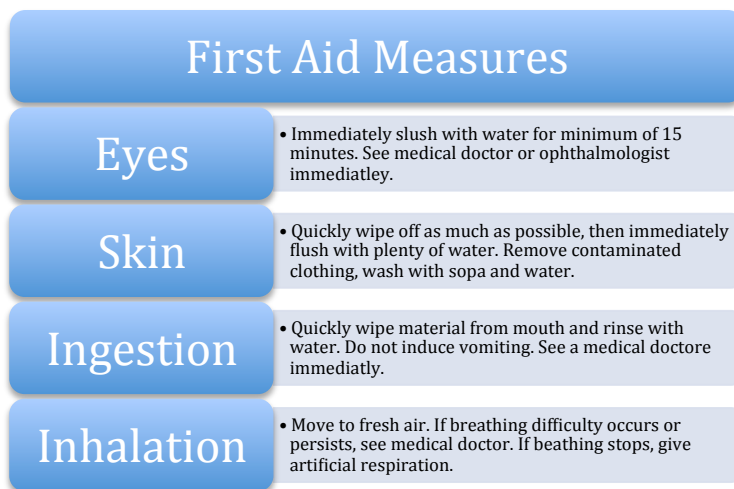 First Aid Measures
Eyes
• Immediately slush with water for minimum of 15
minutes. See medical doctor or ophthalmologist
immediatley.
Skin
• Quickly wipe off as much as possible, then immediately
flush with plenty of water. Remove contaminated
clothing, wash with sopa and water.
Ingestion
• Quickly wipe material from mouth and rinse with
water. Do not induce vomiting. See a medical doctore
immediatly.
Inhalation
• Move to fresh air. If breathing difficulty occurs or
persists, see medical doctor. If beathing stops, give
artificial respiration.